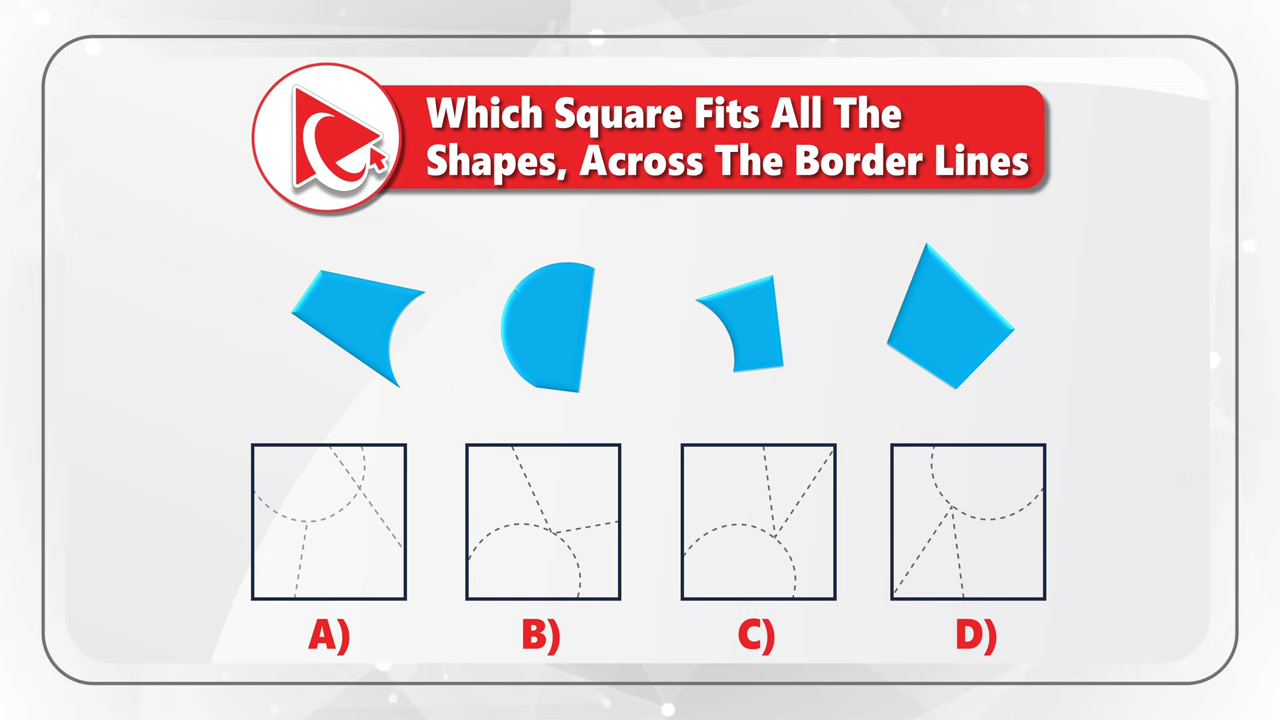 Which Square Fits All The
Shapes, Across The Border Lines
A)
B)
C)
D)